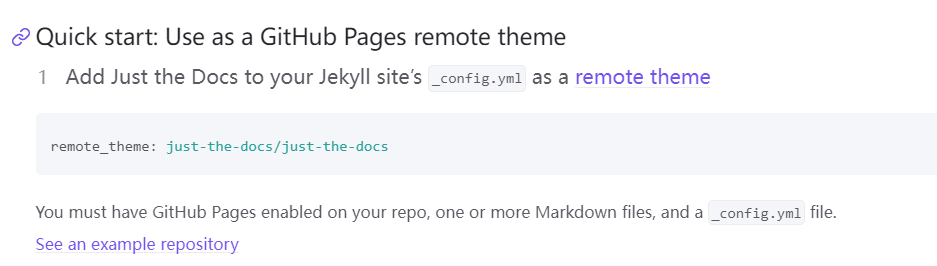 Quick start: Use as a GitHub Pages remote theme
1 Add Just the Docs to your Jekyll site’s _config.yml as a remote theme
remote_theme: just-the-docs/just-the-docs
You must have GitHub Pages enabled on your repo, one or more Markdown files, and a _config.yml file.
See an example repository